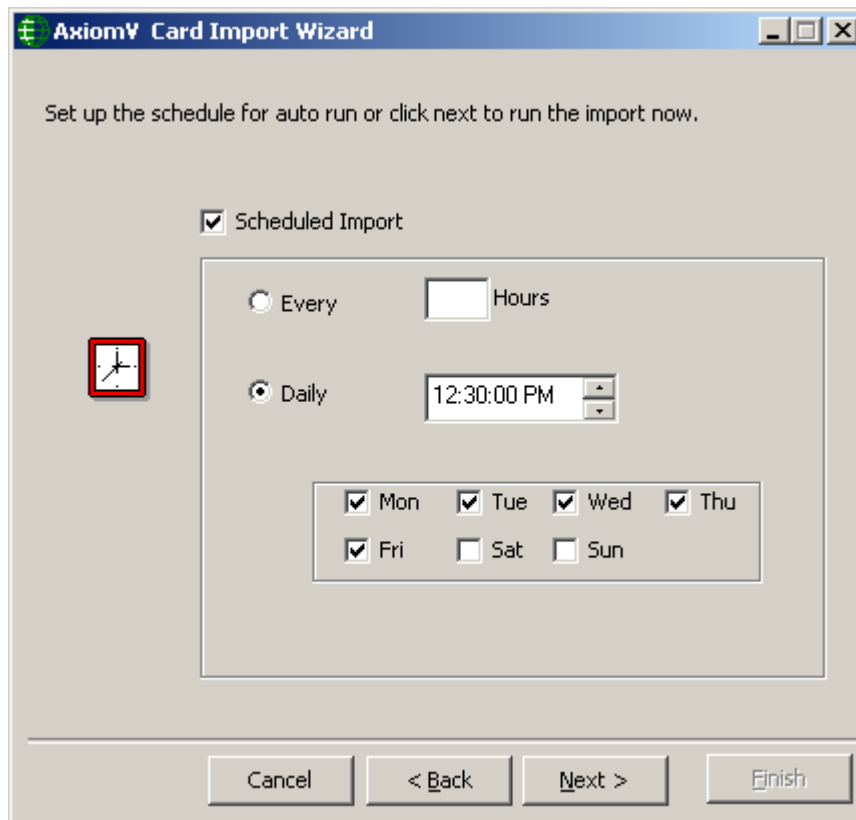 AxiomV Card Import Wizard
Set up the schedule for auto run or click next to run the import now.
Scheduled Import
Every Hours
Daily 12:30:00 PM
Mon Tue Wed Thu
Fri Sat Sun
Cancel < Back Next > Finish